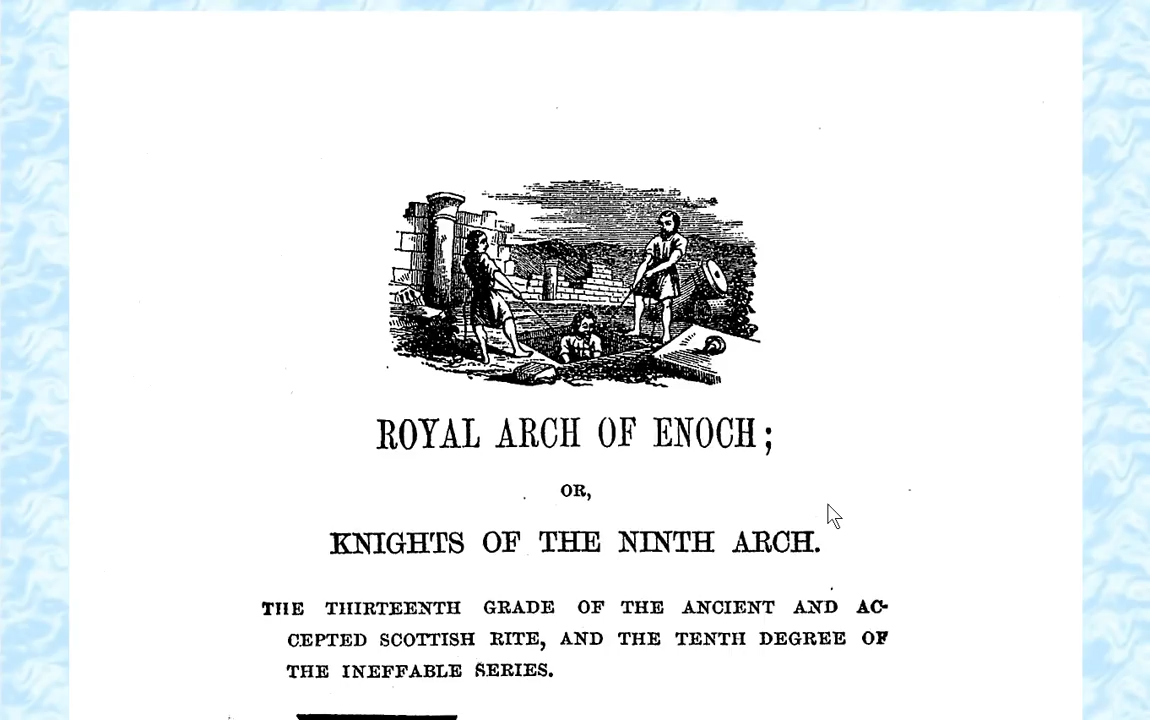 ROYAL ARCH OF ENOCH;
OR,
KNIGHTS OF THE NINTH ARCH.
THE THIRTEENTH GRADE OF THE ANCIENT AND AC-
CEPTED SCOTTISH RITE, AND THE TENTH DEGREE OF
THE INEFFABLE SERIES.